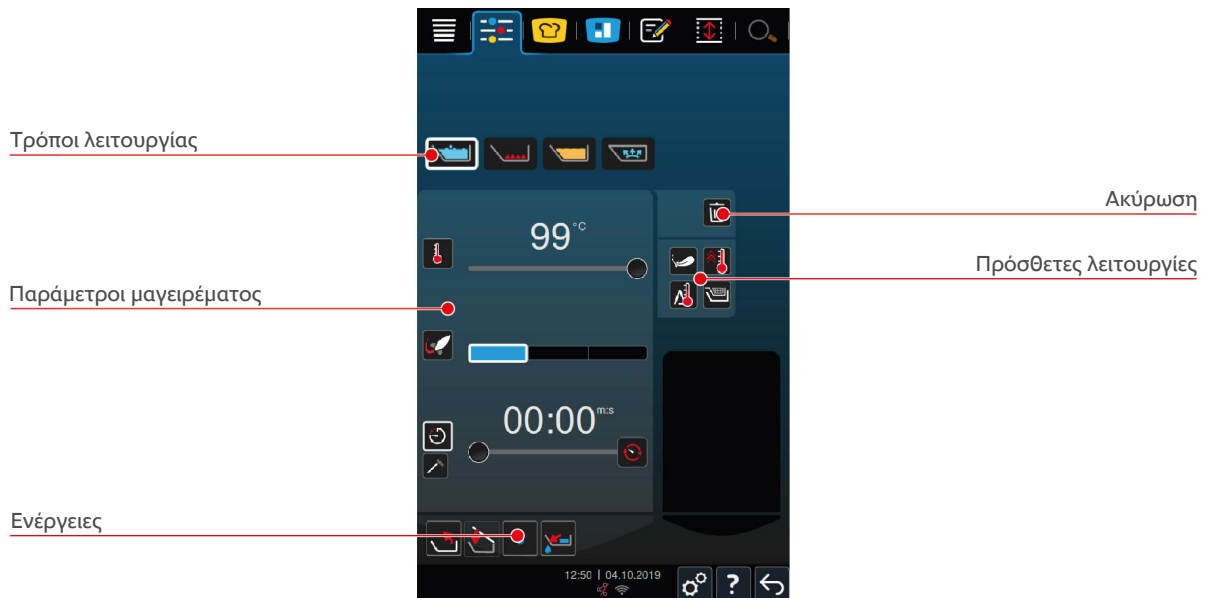 Τρόποι λειτουργίας
Ακύρωση
99°C
Πρόσθετες λειτουργίες
Παράμετροι μαγειρέματος
00:00 m:s
Ενέργειες
12:50 | 04.10.2019
?